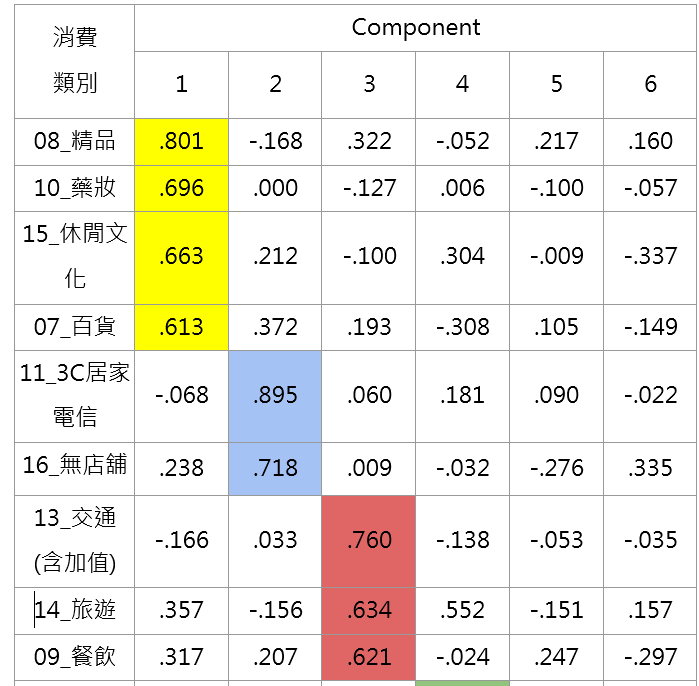 消費
類別
Component
1 2 3 4 5 6
08_精品 .801 -.168 .322 -.052 .217 .160
10_藥妝 .696 .000 -.127 .006 -.100 -.057
15_休閒文
化 .663 .212 -.100 .304 -.009 -.337
07_百貨 .613 .372 .193 -.308 .105 -.149
11_3C居家
電信 -.068 .895 .060 .181 .090 -.022
16_無店舖 .238 .718 .009 -.032 -.276 .335
13_交通
(含加值) -.166 .033 .760 -.138 -.053 -.035
14_旅遊 .357 -.156 .634 .552 -.151 .157
09_餐飲 .317 .207 .621 -.024 .247 -.297